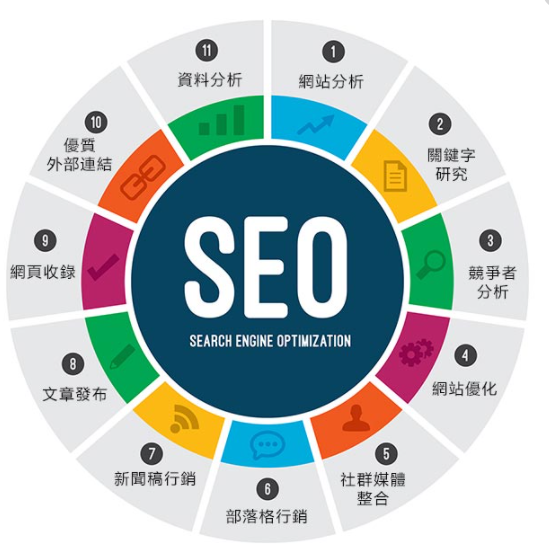 1
網站分析
2
關鍵字
研究
3
競爭者
分析
4
網站優化
5
社群媒體
整合
6
部落格行銷
7
新聞稿行銷
8
文章發布
9
網頁收錄
10
優質
外部連結
11
資料分析
SEO
SEARCH ENGINE OPTIMIZATION